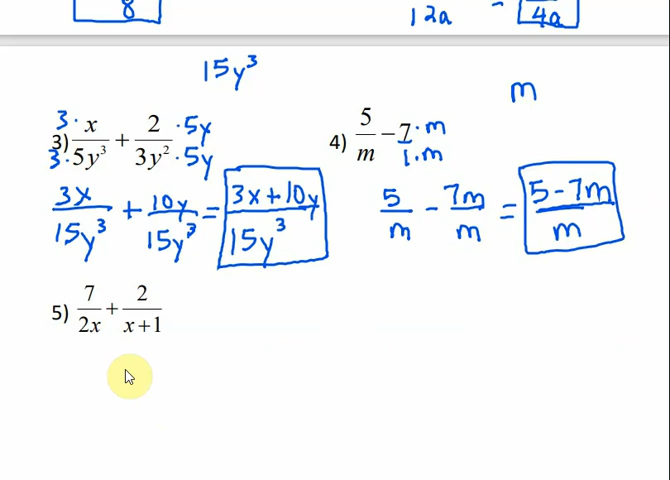 8
12a - 4a
15y³
m
3) 3· x/5y³ ·3 + 2/3y² ·5y ·5y
4) 5/m - 7·m/1·m
3x/15y³ + 10y/15y³ = 3x+10y/15y³
5/m - 7m/m = 5-7m/m
5) 7/2x + 2/x+1